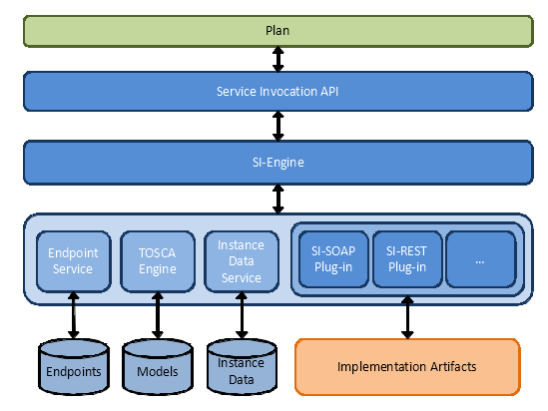 Plan
Service Invocation API
SI-Engine
Endpoint
Service
TOSCA
Engine
Instance
Data
Service
SI-SOAP
Plug-in
SI-REST
Plug-in
...
Endpoints
Models
Instance
Data
Implementation Artifacts